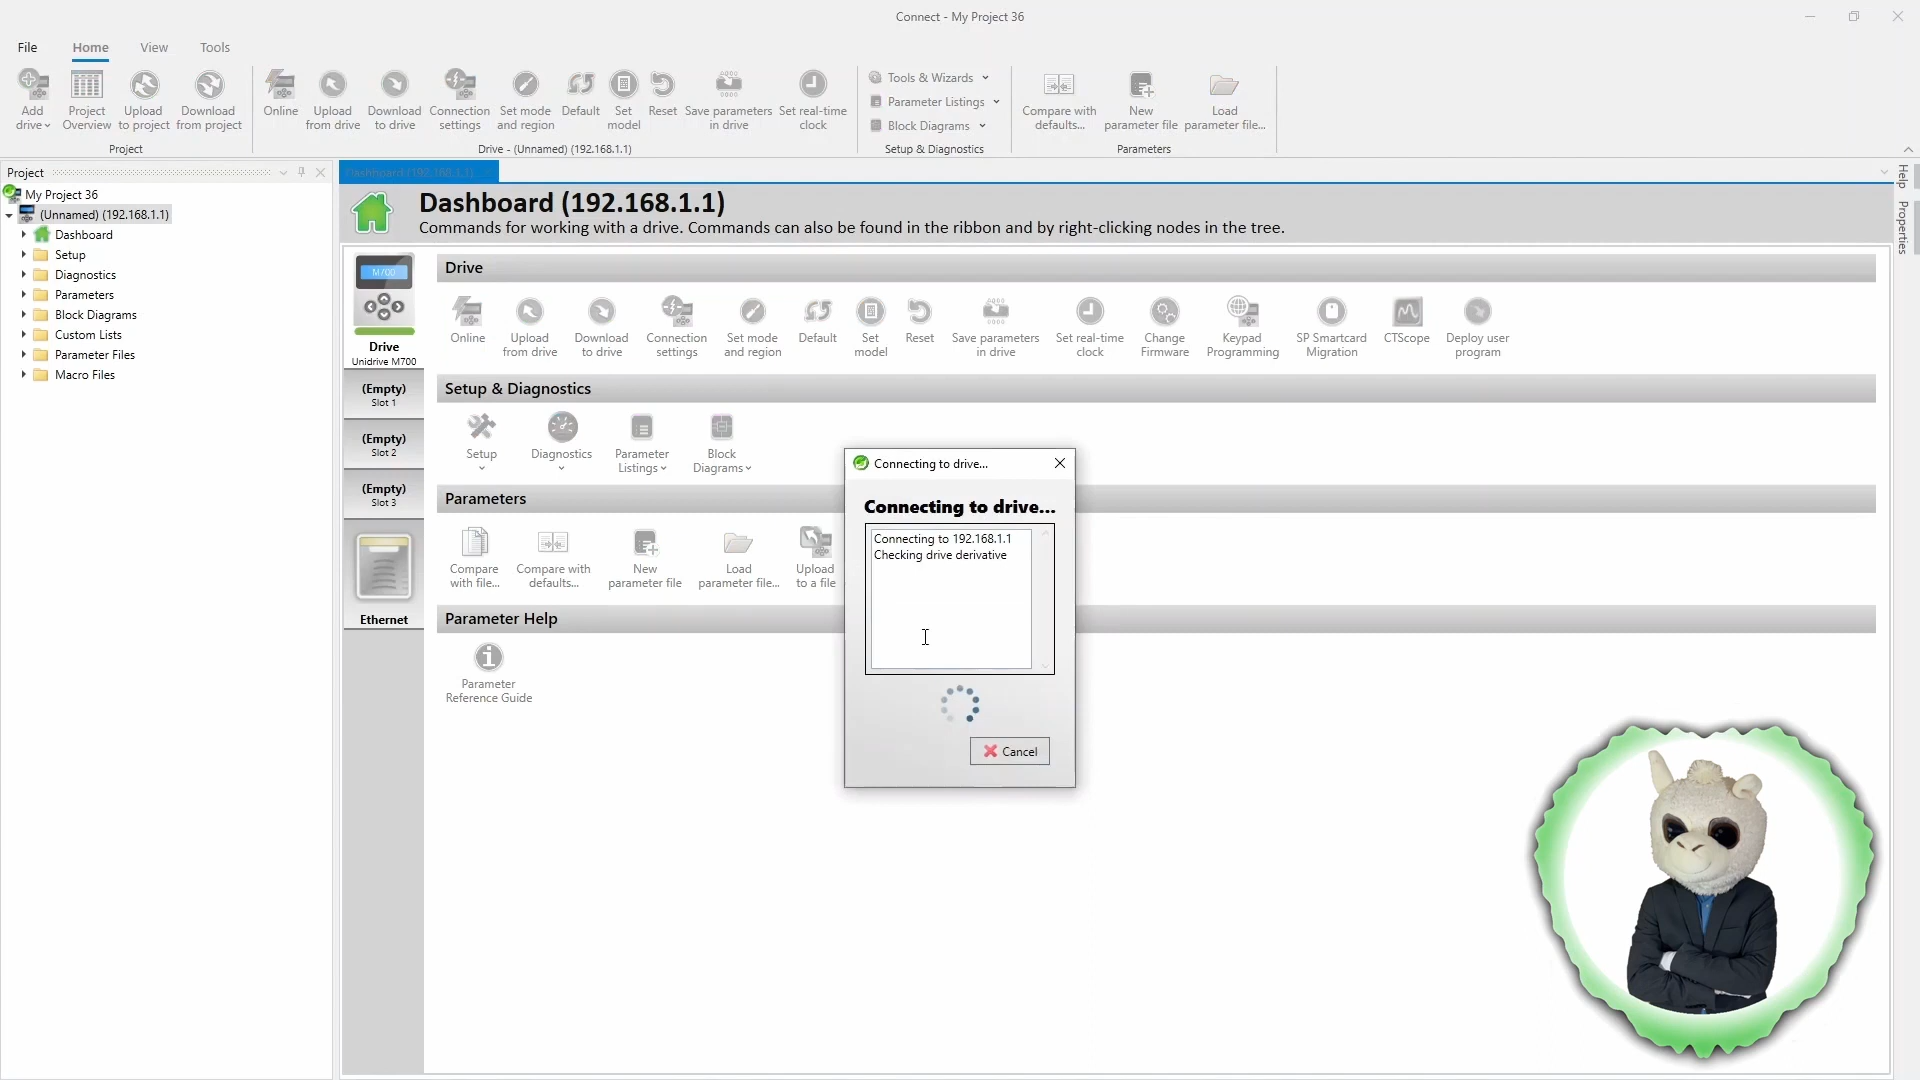 Connect - My Project 36
File
Home
View
Tools
Add
drive
Project
Overview
Upload
to project
Download
from project
Project
Online
Upload
from drive
Download
to drive
Connection
settings
Set mode
and region
Default
Set
model
Reset
Save parameters
in drive
Set real-time
clock
Drive - (Unnamed) (192.168.1.1)
Tools & Wizards
Parameter Listings
Block Diagrams
Setup & Diagnostics
Compare with
defaults...
New
parameter file
Load
parameter file...
Parameters
Project
My Project 36
(Unnamed) (192.168.1.1)
Dashboard
Setup
Diagnostics
Parameters
Block Diagrams
Custom Lists
Parameter Files
Macro Files
Dashboard (192.168.1.1)
Dashboard (192.168.1.1)
Commands for working with a drive. Commands can also be found in the ribbon and by right-clicking nodes in the tree.
M700
Drive
Unidrive M700
(Empty)
Slot 1
(Empty)
Slot 2
(Empty)
Slot 3
Ethernet
Drive
Online
Upload
from drive
Download
to drive
Connection
settings
Set mode
and region
Default
Set
model
Reset
Save parameters
in drive
Set real-time
clock
Change
Firmware
Keypad
Programming
SP Smartcard
Migration
CTScope
Deploy user
program
Setup & Diagnostics
Setup
Diagnostics
Parameter
Listings
Block
Diagrams
Parameters
Compare
with file...
Compare with
defaults...
New
parameter file
Load
parameter file...
Upload
to a file
Parameter Help
Parameter
Reference Guide
Connecting to drive...
Connecting to drive...
Connecting to 192.168.1.1
Checking drive derivative
Cancel
Help
Properties